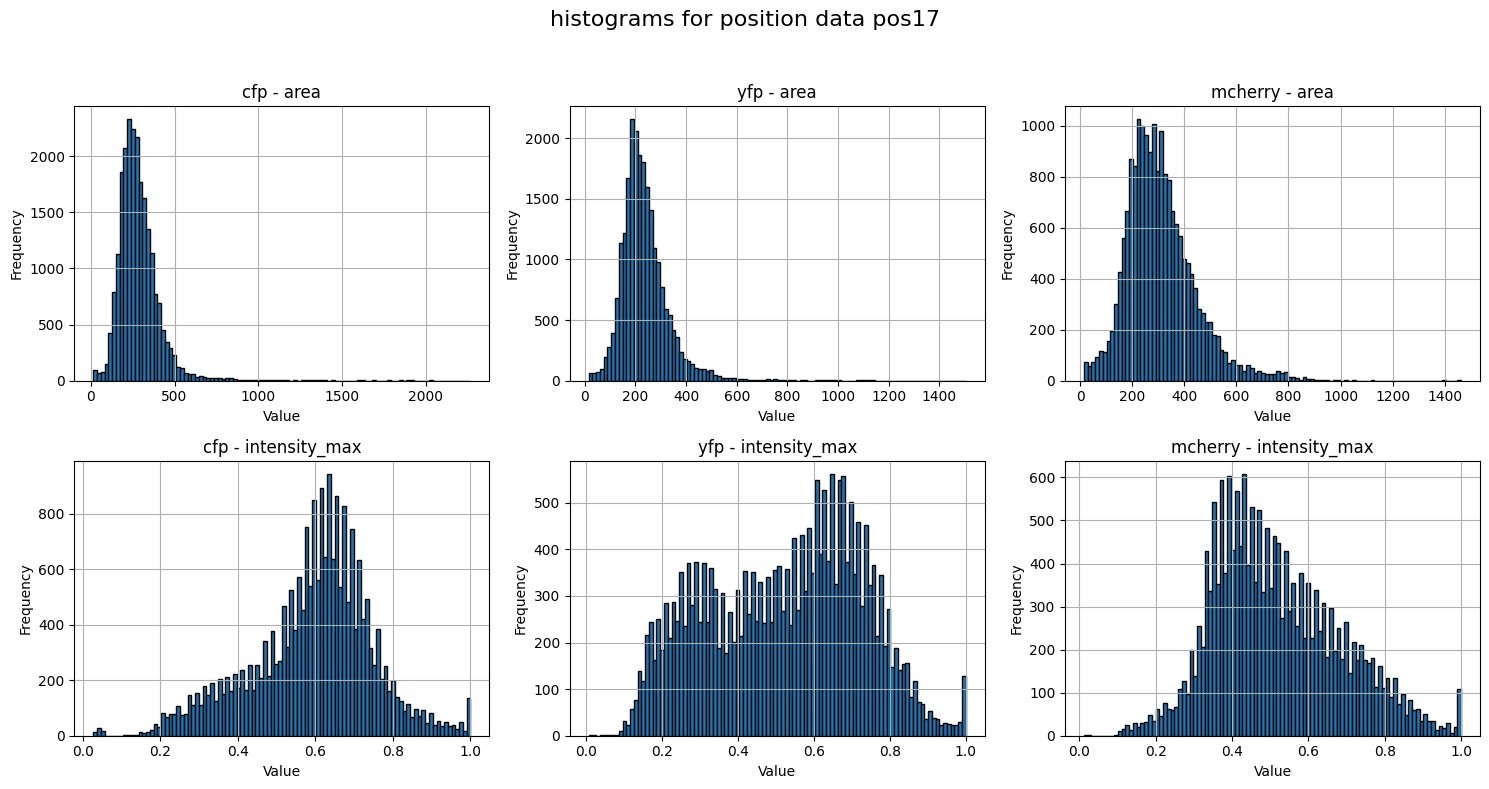 histograms for position data pos17
cfp - area
yfp - area
mcherry - area
Frequency
2000
1500
1000
500
0
0 500 1000 1500 2000
Value
Frequency
2000
1500
1000
500
0
0 200 400 600 800 1000 1200 1400
Value
Frequency
1000
800
600
400
200
0
200 400 600 800 1000 1200 1400
Value
cfp - intensity_max
yfp - intensity_max
mcherry - intensity_max
Frequency
800
600
400
200
0
0.0 0.2 0.4 0.6 0.8 1.0
Value
Frequency
500
400
300
200
100
0
0.0 0.2 0.4 0.6 0.8 1.0
Value
Frequency
600
500
400
300
200
100
0
0.0 0.2 0.4 0.6 0.8 1.0
Value